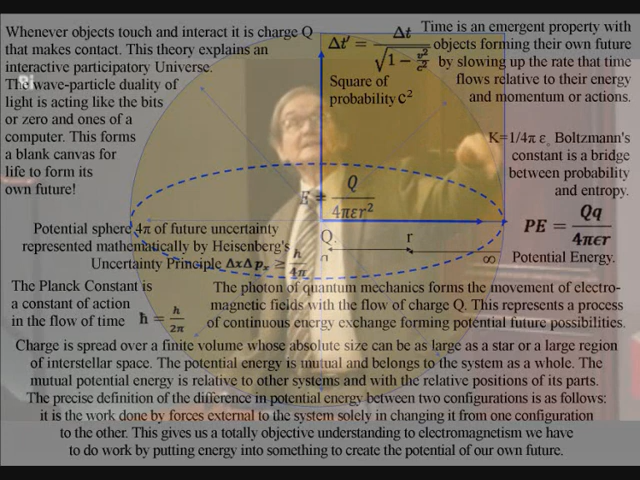 Whenever objects touch and interact it is charge Q
that makes contact. This theory explains an
interactive participatory Universe.
The wave-particle duality of
light is acting like the bits
or zero and ones of a
computer. This forms
a blank canvas for
life to form its
own future!
Δt' = Δt / √1 − v²/c²
Square of
probability c²
Time is an emergent property with
objects forming their own future
by slowing up the rate that time
flows relative to their energy
and momentum or actions.
K=1/4π ε˳ Boltzmann's
constant is a bridge
between probability
and entropy.
E = Q / 4πεr²
PE = Qq / 4πϵr
Potential Energy.
Q r ∞
Potential sphere 4π of future uncertainty
represented mathematically by Heisenberg's
Uncertainty Principle ΔxΔpₓ ≥ h/4π
The Planck Constant is
a constant of action
in the flow of time ħ = h/2π
The photon of quantum mechanics forms the movement of electro-
magnetic fields with the flow of charge Q. This represents a process
of continuous energy exchange forming potential future possibilities.
Charge is spread over a finite volume whose absolute size can be as large as a star or a large region
of interstellar space. The potential energy is mutual and belongs to the system as a whole. The
mutual potential energy is relative to other systems and with the relative positions of its parts.
The precise definition of the difference in potential energy between two configurations is as follows:
it is the work done by forces external to the system solely in changing it from one configuration
to the other. This gives us a totally objective understanding to electromagnetism we have
to do work by putting energy into something to create the potential of our own future.